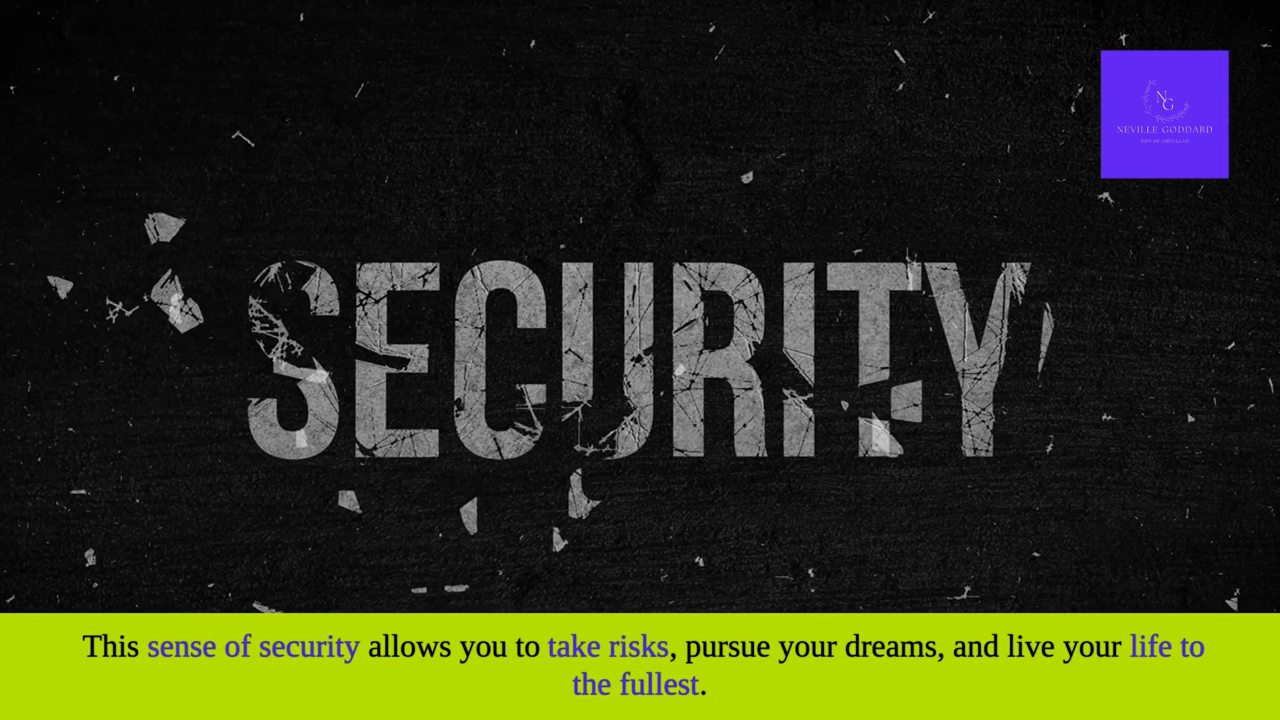 NG
NEVILLE GODDARD
SECURITY
This sense of security allows you to take risks, pursue your dreams, and live your life to
the fullest.